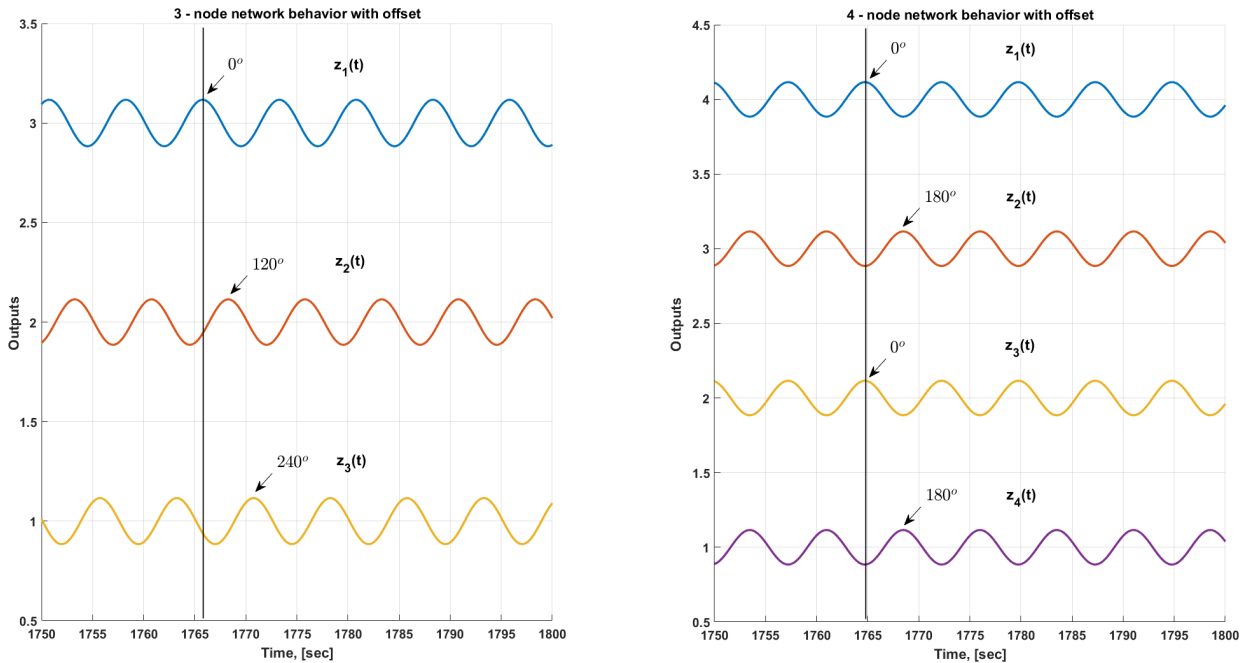 3 - node network behavior with offset
3.5
3
2.5
2
1.5
1
0.5
Outputs
0°
z1(t)
120°
z2(t)
240°
z3(t)
1750 1755 1760 1765 1770 1775 1780 1785 1790 1795 1800
Time, [sec]
4 - node network behavior with offset
4.5
4
3.5
3
2.5
2
1.5
1
0.5
Outputs
0°
z1(t)
180°
z2(t)
0°
z3(t)
180°
z4(t)
1750 1755 1760 1765 1770 1775 1780 1785 1790 1795 1800
Time, [sec]